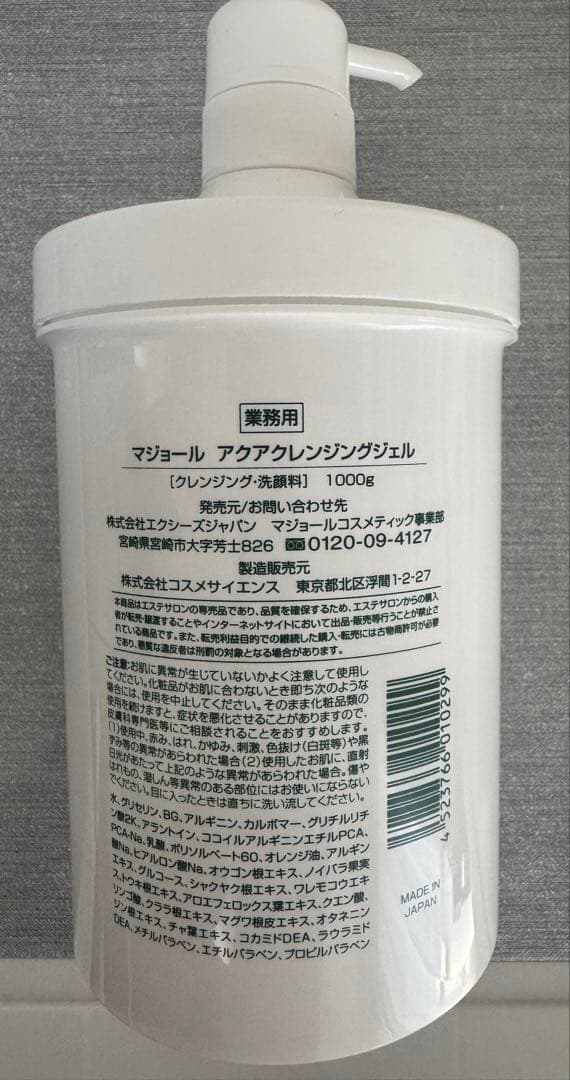 業務用
マジョール アクアクレンジングジェル
[クレンジング・洗顔料] 1000g
発売元/お問い合わせ先
株式会社エクシーズジャパン マジョールコスメティック事業部
宮崎県宮崎市大字芳士826 0120-09-4127
製造販売元
株式会社コスメサイエンス 東京都北区浮間1-2-27
本商品はエステサロンの専売品であり、品質を確保するため、エステサロンからの購入
者が転売・譲渡することやインターネットサイトにおいて出品・販売等行うことが禁止さ
れている商品です。また、転売利益目的での継続した購入・転売には古物商許可が必要
であり、悪質な違反者は刑罰の対象となる場合があります。
ご注意:お肌に異常が生じていないかよく注意して使用し
てください。化粧品がお肌に合わないとき即ち次のような
場合には、使用を中止してください。そのまま化粧品類の
使用を続けますと、症状を悪化させることがありますので、
皮膚科専門医等にご相談されることをおすすめします。
(1)使用中、赤み、はれ、かゆみ、刺激、色抜け(白斑等)や黒
ずみ等の異常があらわれた場合(2)使用したお肌に、直射
日光があたって上記のような異常があらわれた場合。傷や
はれもの、湿しん等異常のある部位にはお使いにならない
でください。目に入ったときは直ちに洗い流してください。
水、グリセリン、BG、アルギニン、カルボマー、グリチルリチ
ン酸2K、アラントイン、ココイルアルギニンエチルPCA、
PCA-Na、乳酸、ポリソルベート60、オレンジ油、アルギン
酸Na、ヒアルロン酸Na、オウゴン根エキス、ノイバラ果実
エキス、グルコース、シャクヤク根エキス、ワレモコウエキ
ス、トウキ根エキス、アロエフェロックス葉エキス、クエン酸、
リンゴ酸、クララ根エキス、マグワ根皮エキス、オタネニン
ジン根エキス、チャ葉エキス、コカミドDEA、ラウラミド
DEA、メチルパラベン、エチルパラベン、プロピルパラベン
4 523766 010299
MADE IN
JAPAN